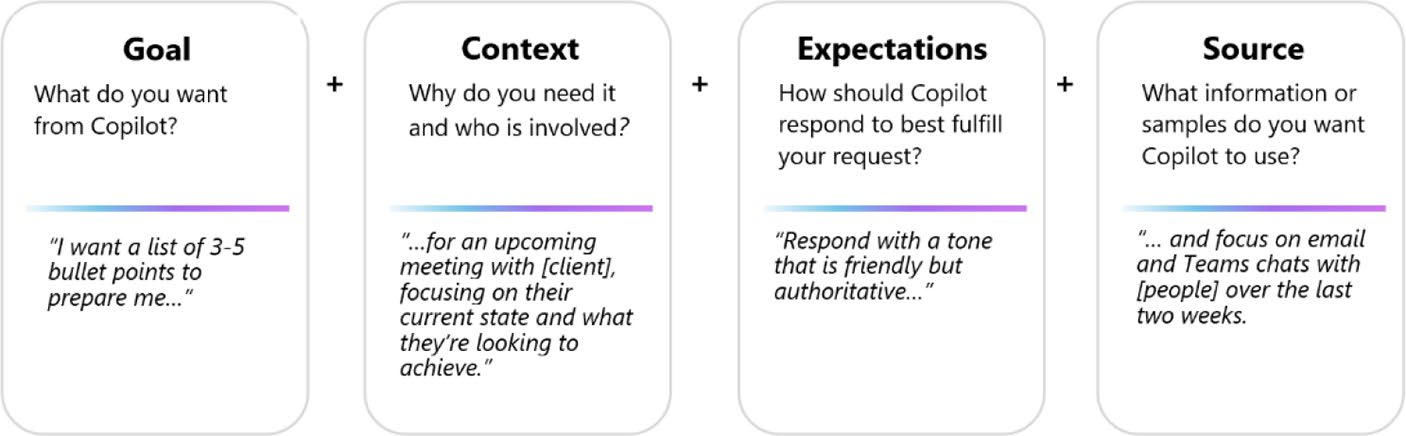 Goal
What do you want
from Copilot?
“I want a list of 3-5
bullet points to
prepare me…“
+
Context
Why do you need it
and who is involved?
“…for an upcoming
meeting with [client],
focusing on their
current state and what
they’re looking to
achieve.”
+
Expectations
How should Copilot
respond to best fulfill
your request?
“Respond with a tone
that is friendly but
authoritative…”
+
Source
What information or
samples do you want
Copilot to use?
“… and focus on email
and Teams chats with
[people] over the last
two weeks.